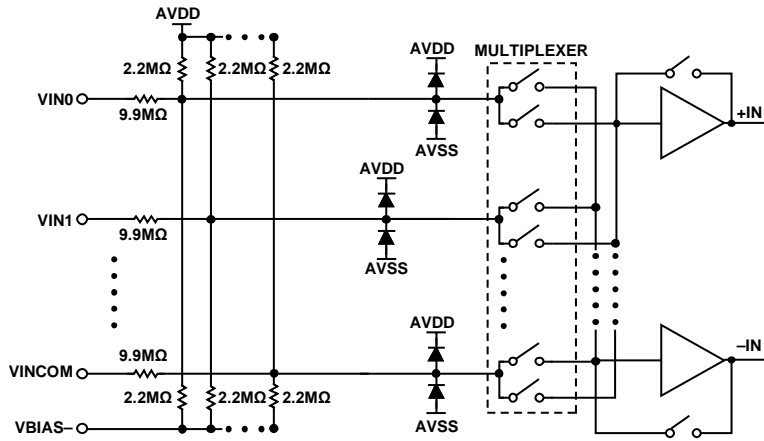 AVDD
2.2MΩ 2.2MΩ 2.2MΩ
AVDD
MULTIPLEXER
VIN0
9.9MΩ
AVSS
+IN
AVDD
VIN1
9.9MΩ
AVSS
AVDD
−IN
9.9MΩ
VINCOM
2.2MΩ 2.2MΩ 2.2MΩ
AVSS
VBIAS−